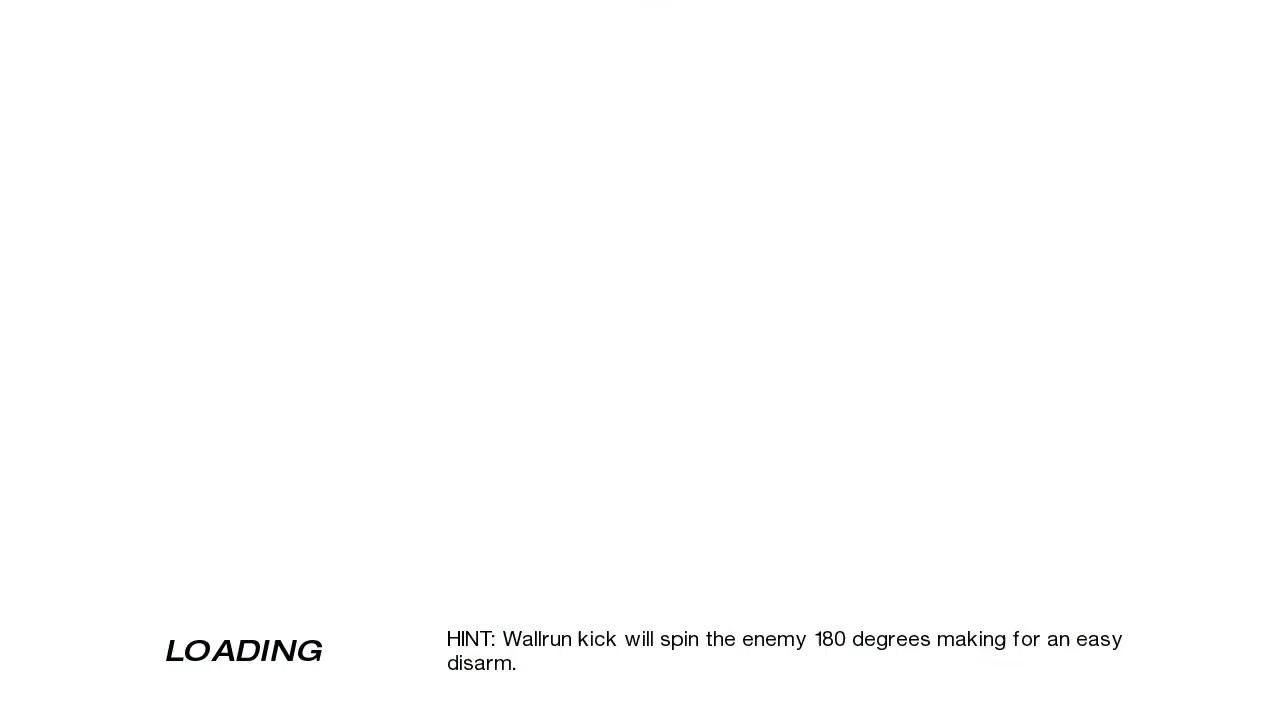 LOADING
HINT: Wallrun kick will spin the enemy 180 degrees making for an easy
disarm.